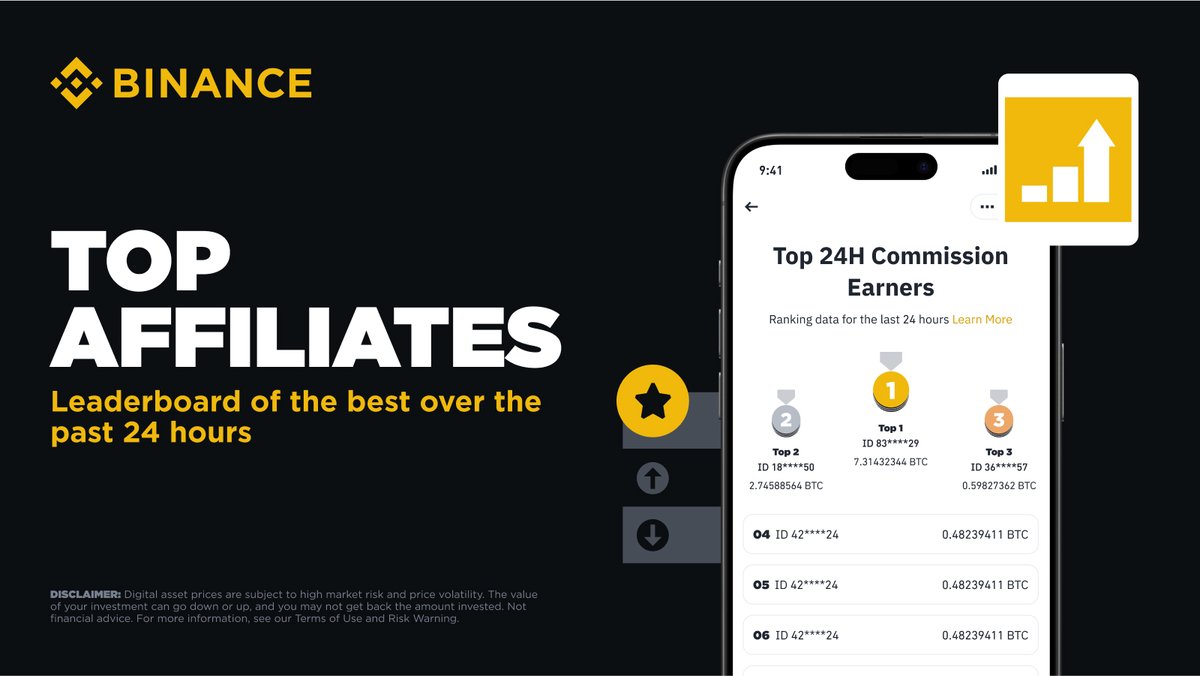 BINANCE
TOP
AFFILIATES
Leaderboard of the best over the
past 24 hours
DISCLAIMER: Digital asset prices are subject to high market risk and price volatility. The value
of your investment can go down or up, and you may not get back the amount invested. Not
financial advice. For more information, see our Terms of Use and Risk Warning.
9:41
Top 24H Commission
Earners
Ranking data for the last 24 hours Learn More
1
Top 1
ID 83****29
7.31432344 BTC
2
Top 2
ID 18****50
2.74588564 BTC
3
Top 3
ID 36****57
0.59827362 BTC
04 ID 42****24 0.48239411 BTC
05 ID 42****24 0.48239411 BTC
06 ID 42****24 0.48239411 BTC